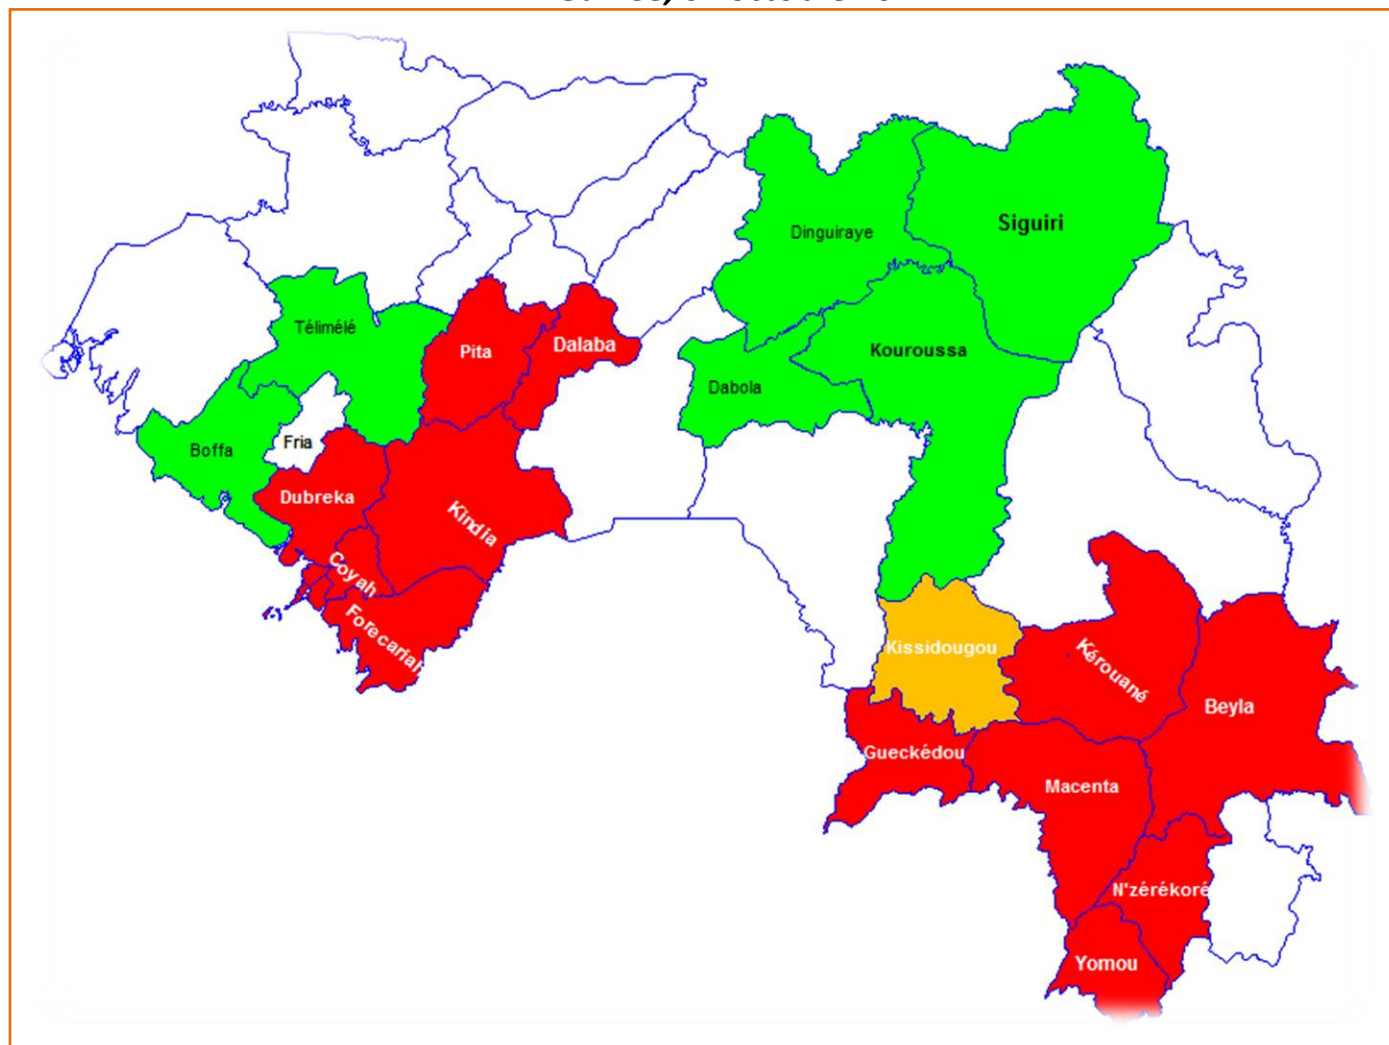 Siguiri
Dinguiraye
Télimélé
Pita
Dalaba
Kouroussa
Dabola
Fria
Boffa
Dubreka
Kindia
Coyah
Forecariah
Kissidougou
Kérouané
Beyla
Gueckédou
Macenta
N'zérékoré
Yomou